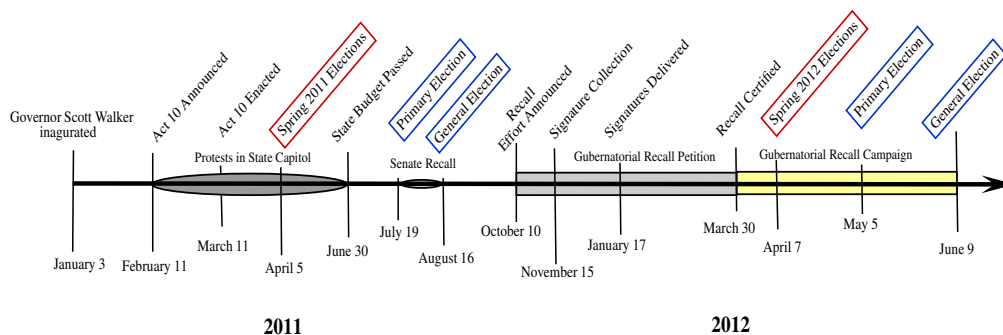 Governor Scott Walker
inagurated
Act 10 Announced
Act 10 Enacted
Spring 2011 Elections
State Budget Passed
Primary Election
General Election
Recall
Effort Announced
Signature Collection
Signatures Delivered
Recall Certified
Spring 2012 Elections
Primary Election
General Election
Protests in State Capitol
Senate Recall
Gubernatorial Recall Petition
Gubernatorial Recall Campaign
January 3
February 11
March 11
April 5
June 30
July 19
August 16
October 10
November 15
January 17
March 30
April 7
May 5
June 9
2011
2012